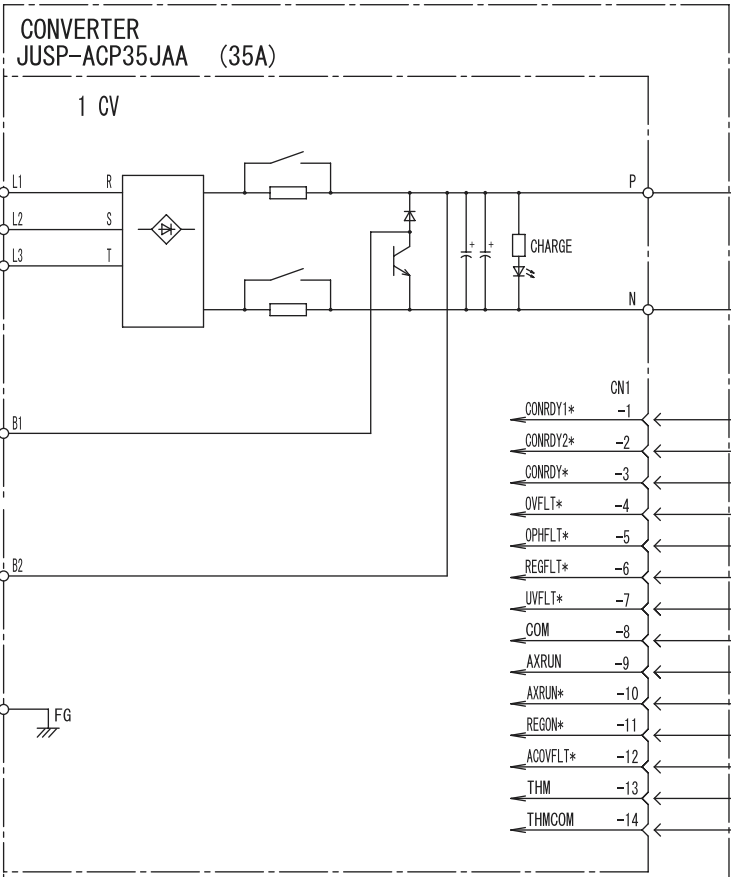 CONVERTER
JUSP-ACP35JAA (35A)
1 CV
L1 R
P
L2 S
+ + CHARGE
L3 T
N
CN1
CONRDY1* -1
B1
CONRDY2* -2
CONRDY* -3
OVFLT* -4
OPHFLT* -5
B2
REGFLT* -6
UVFLT* -7
COM -8
AXRUN -9
AXRUN* -10
FG
REGON* -11
ACOVFLT* -12
THM -13
THMCOM -14